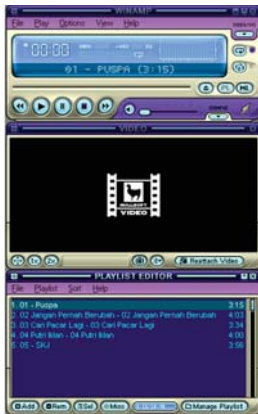 WINAMP
File Play Options View Help
00:00
01 - PUSPA (3:15)
CONFIG
VIDEO
NULLSOFT
VIDEO
1x 2x
Reattach Video
PLAYLIST EDITOR
File Playlist Sort Help
1. 01 - Puspa 3:15
2. 02 Jangan Pernah Berubah - 02 Jangan Pernah Berubah 4:03
3. 03 Cari Pacar Lagi - 03 Cari Pacar Lagi 3:34
4. 04 Putri Iklan - 04 Putri Iklan 4:00
5. 05 - SKJ 3:56
Add Rem Sel Misc Manage Playlist